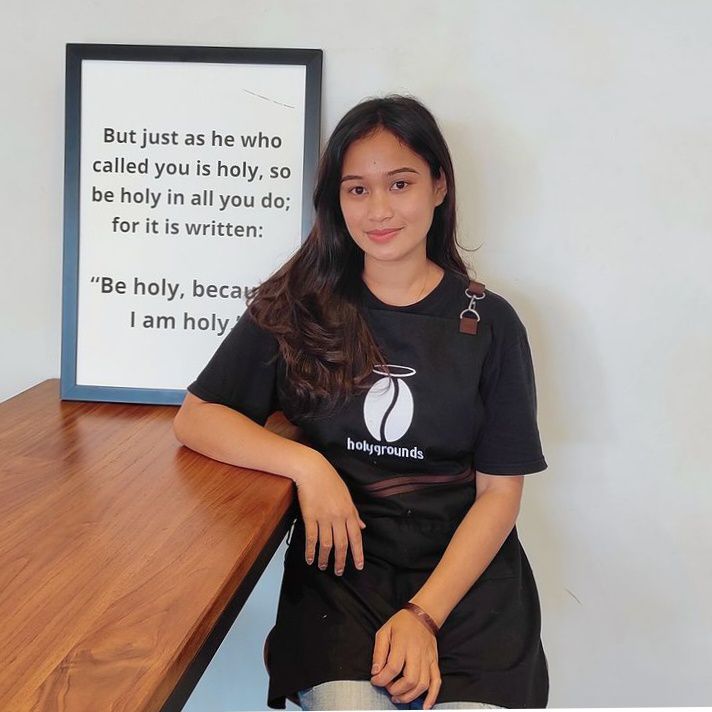 But just as he who
called you is holy, so
be holy in all you do;
for it is written:
“Be holy, becau
I am holy.”
holygrounds